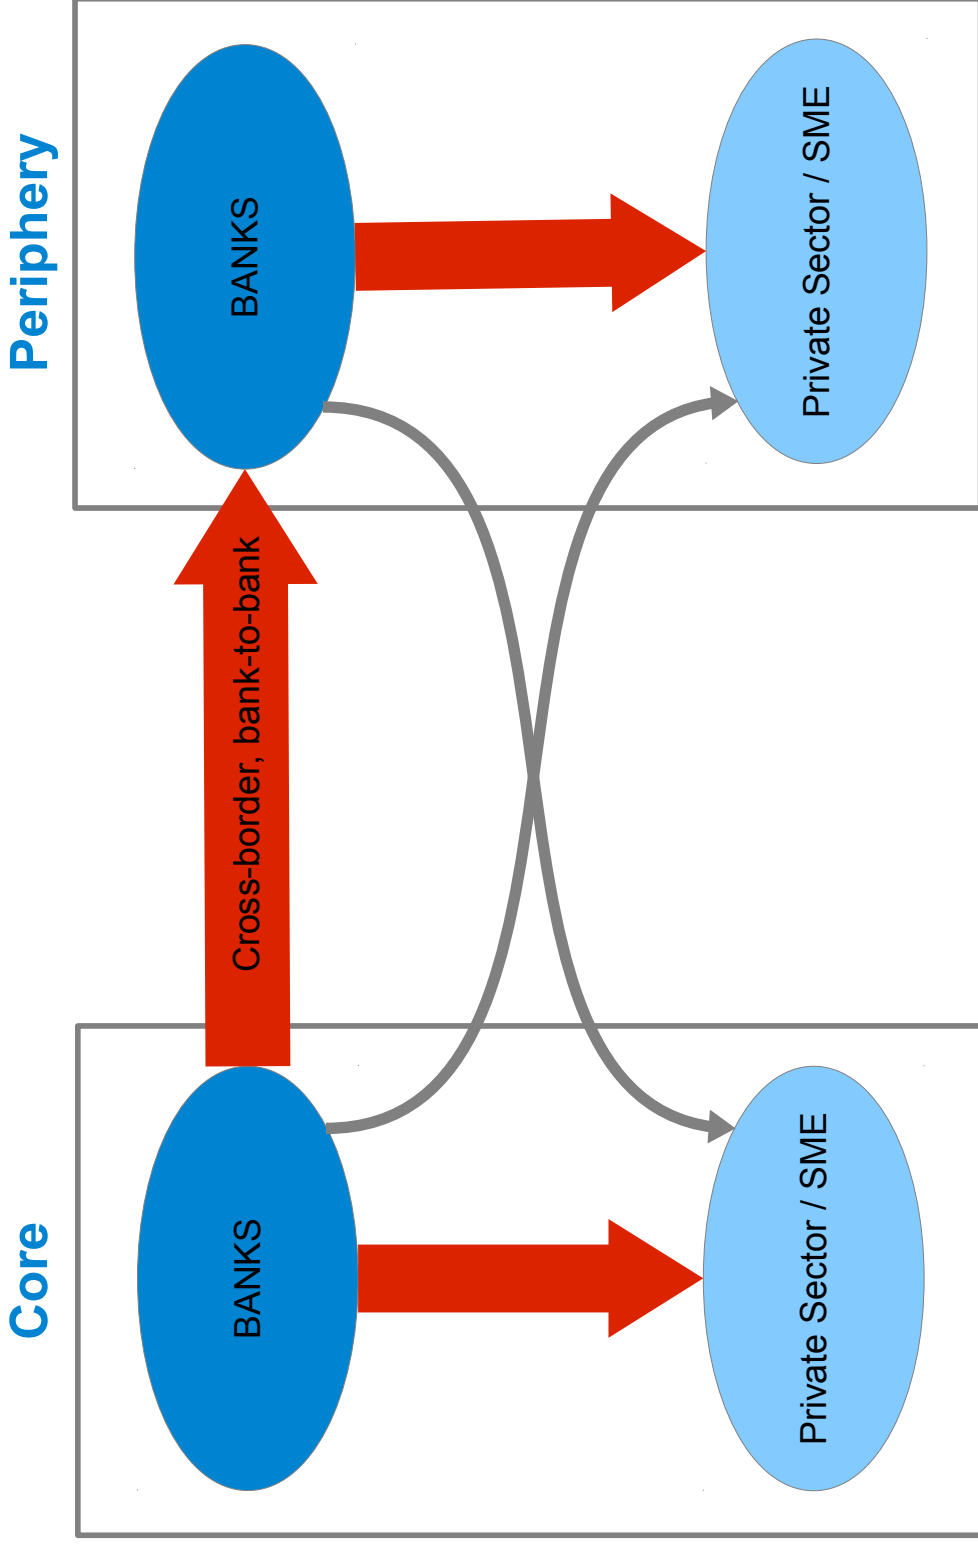 Core
Periphery
BANKS
Cross-border, bank-to-bank
BANKS
Private Sector / SME
Private Sector / SME